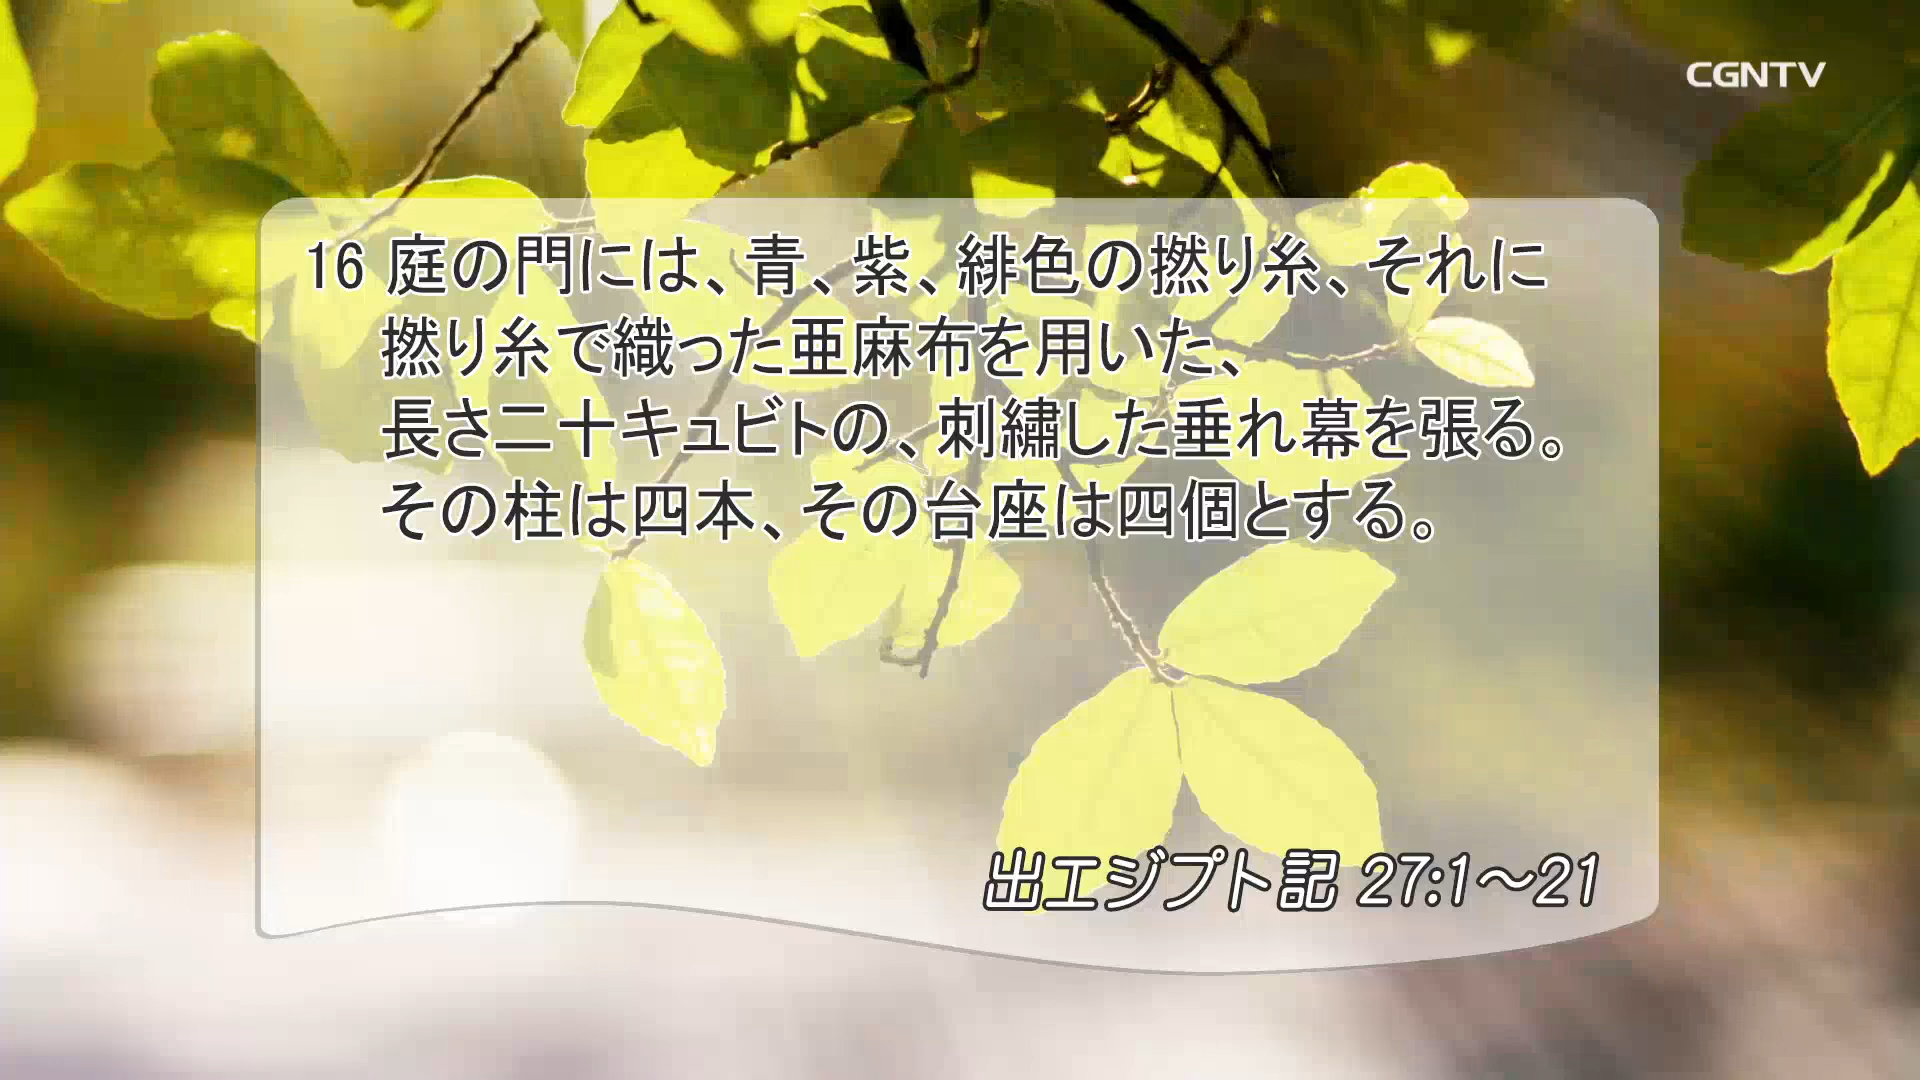 CGNTV
16 庭の門には、青、紫、緋色の撚り糸、それに
撚り糸で織った亜麻布を用いた、
長さ二十キュビトの、刺繡した垂れ幕を張る。
その柱は四本、その台座は四個とする。
出エジプト記 27:1～21